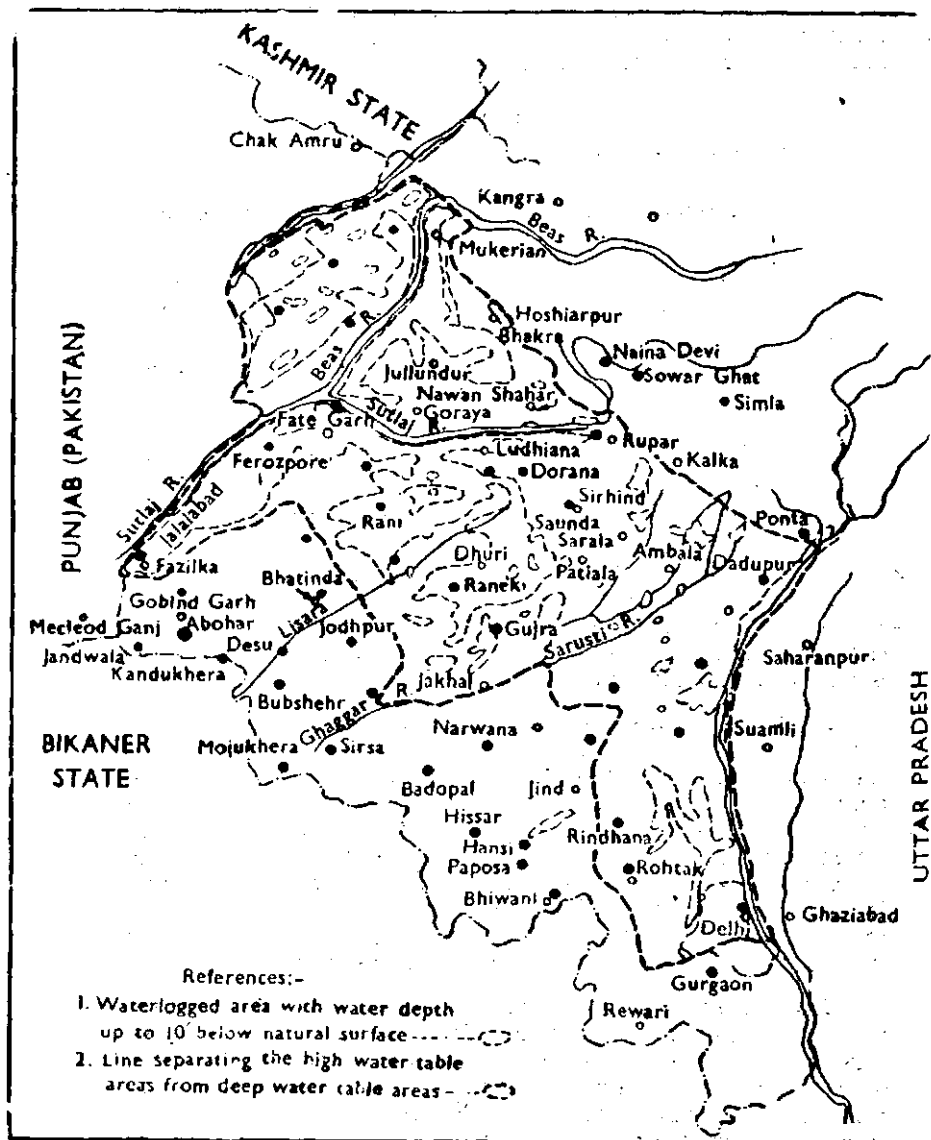 KASHMIR STATE
Chak Amru
Kangra
Beas R.
Mukerian
Hoshiarpur
Bhakra
Naina Devi
Sowar Ghat
Simla
Beas R.
Jullundur
Nawan Shahar
Goraya
Sutlaj R.
Fate Garh
Ludhiana
Rupar
Kalka
Ferozpore
Dorana
PUNJAB (PAKISTAN)
Sutlaj R.
Jalalabad
Rani
Sirhind
Saunda
Sarala
Ponta
Fazilka
Dhuri
Ambala
Patiala
Dadupur
Bhatinda
Ranek
Gobind Garh
Lisara
Mecleod Ganj
Abohar
Desu
Jodhpur
Gujra
Sarusti R.
Jandwala
Kandukhera
Saharanpur
Bubshehr
Jakhal
Ghaggar R.
BIKANER
STATE
Mojukhera
Sirsa
Narwana
Suamli
Badopal
Jind
UTTAR PRADESH
Hissar
Hansi
Rindhana
Paposa
Rohtak
Bhiwani
Delhi
Ghaziabad
Gurgaon
Rewari
References:-
1. Waterlogged area with water depth
up to 10' below natural surface
2. Line separating the high water table
areas from deep water table areas -